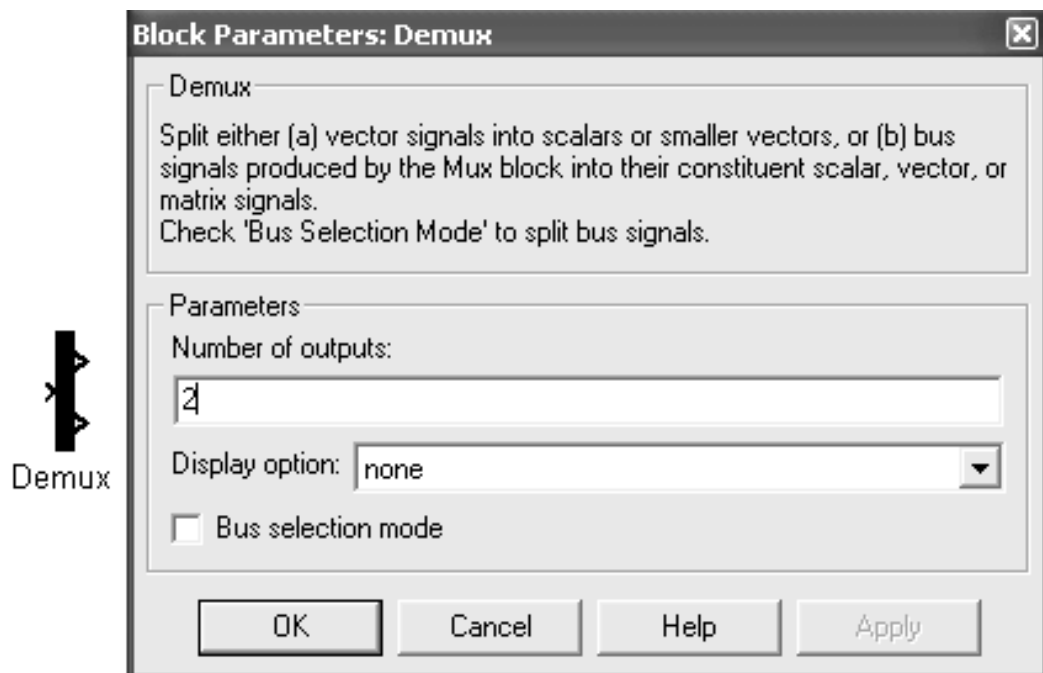 Block Parameters: Demux
Demux
Split either (a) vector signals into scalars or smaller vectors, or (b) bus
signals produced by the Mux block into their constituent scalar, vector, or
matrix signals.
Check 'Bus Selection Mode' to split bus signals.
Parameters
Number of outputs:
2
Display option: none
Bus selection mode
OK Cancel Help Apply
Demux